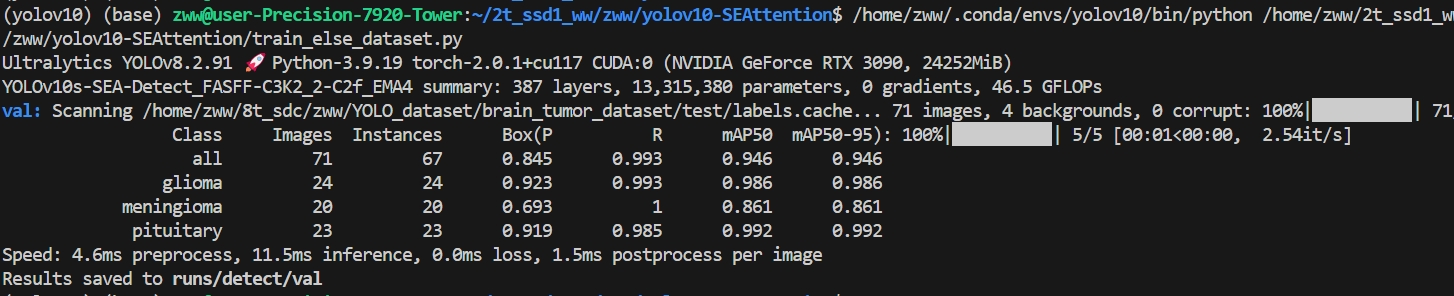 (yolov10) (base) zww@user-Precision-7920-Tower:~/2t_ssd1_ww/zww/yolov10-SEAttention$ /home/zww/.conda/envs/yolov10/bin/python /home/zww/2t_ssd1_ww
/zww/yolov10-SEAttention/train_else_dataset.py
Ultralytics YOLOv8.2.91 🚀 Python-3.9.19 torch-2.0.1+cu117 CUDA:0 (NVIDIA GeForce RTX 3090, 24252MiB)
YOLOv10s-SEA-Detect_FASFF-C3K2_2-C2f_EMA4 summary: 387 layers, 13,315,380 parameters, 0 gradients, 46.5 GFLOPs
val: Scanning /home/zww/8t_sdc/zww/YOLO_dataset/brain_tumor_dataset/test/labels.cache... 71 images, 4 backgrounds, 0 corrupt: 100%|██████████| 71/
Class Images Instances Box(P R mAP50 mAP50-95): 100%|██████████| 5/5 [00:01<00:00, 2.54it/s]
all 71 67 0.845 0.993 0.946 0.946
glioma 24 24 0.923 0.993 0.986 0.986
meningioma 20 20 0.693 1 0.861 0.861
pituitary 23 23 0.919 0.985 0.992 0.992
Speed: 4.6ms preprocess, 11.5ms inference, 0.0ms loss, 1.5ms postprocess per image
Results saved to runs/detect/val